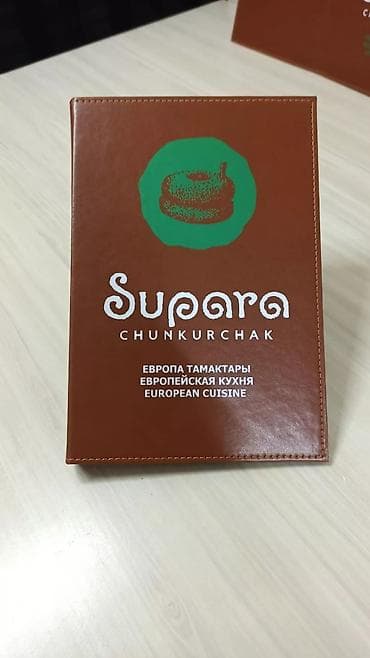 Supara
CHUNKURCHAK
ЕВРОПА ТАМАКТАРЫ
ЕВРОПЕЙСКАЯ КУХНЯ
EUROPEAN CUISINE